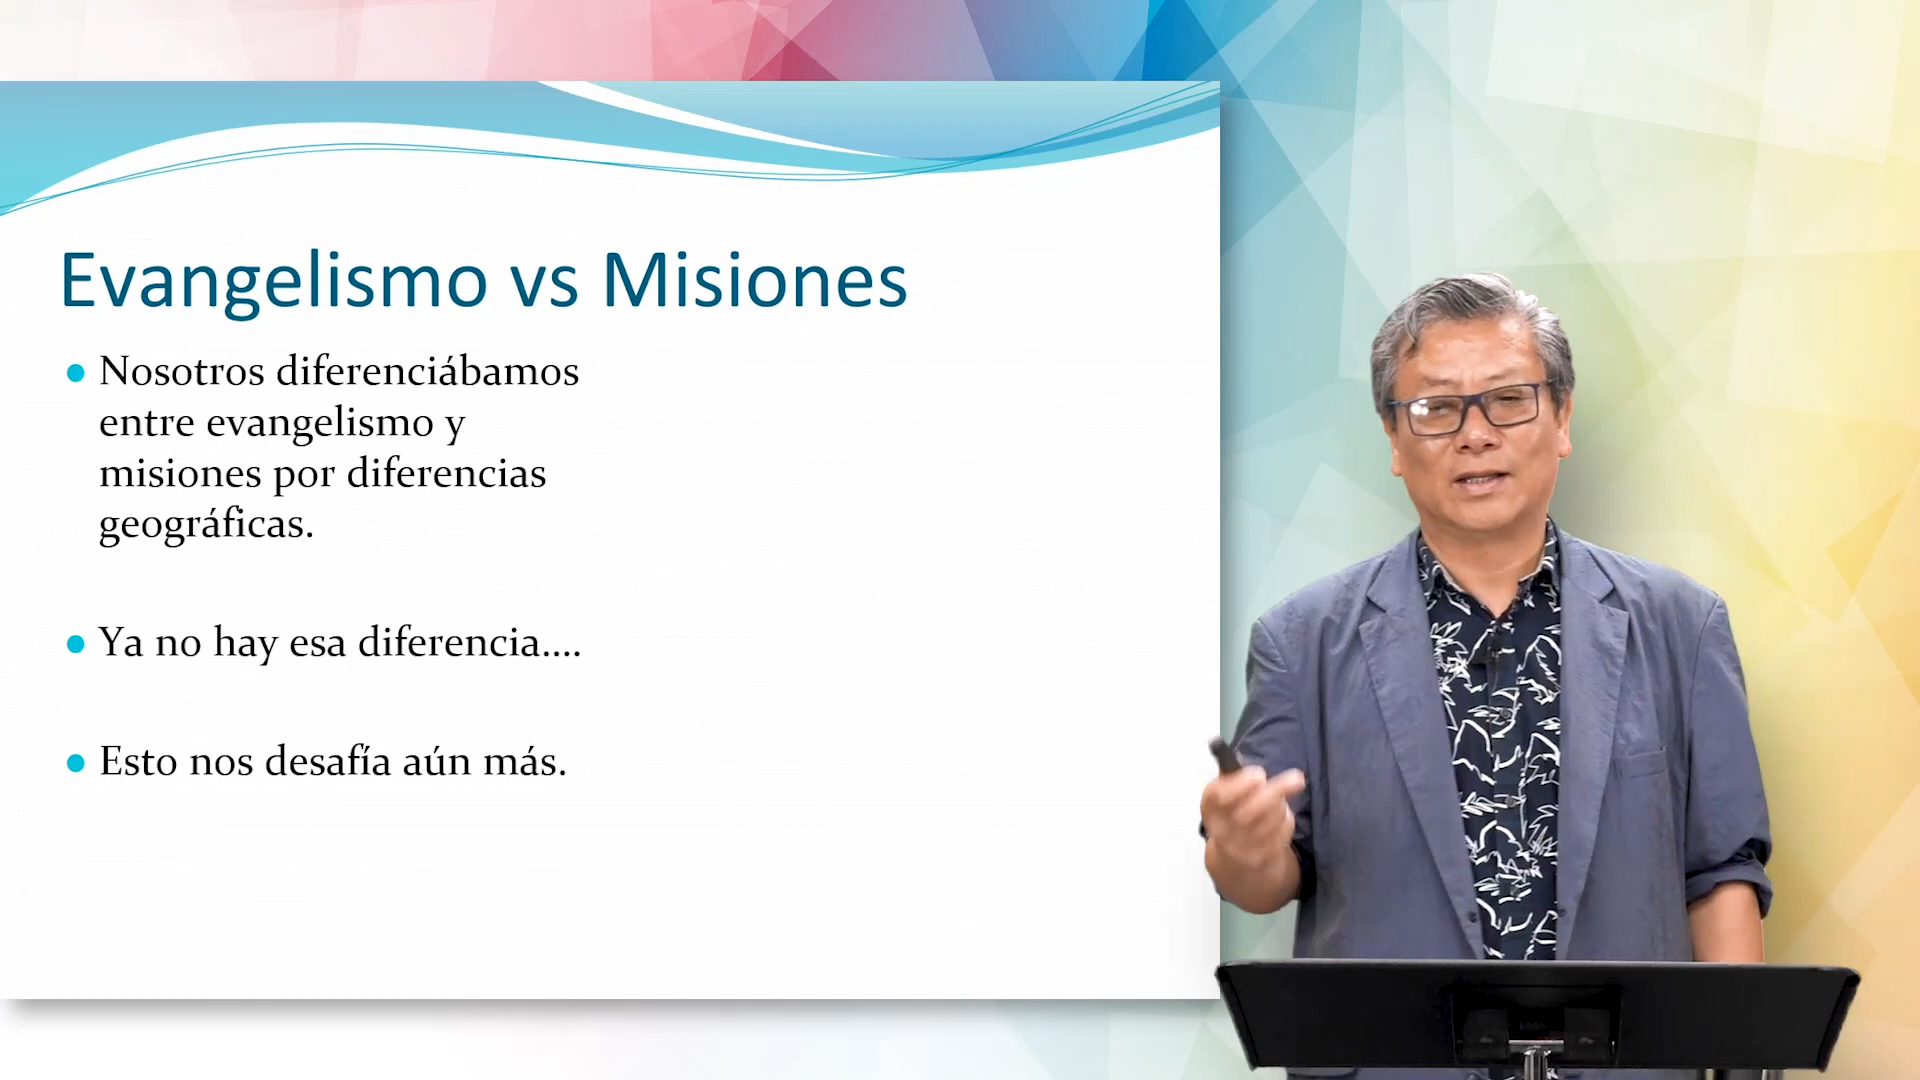 Evangelismo vs Misiones
● Nosotros diferenciábamos
entre evangelismo y
misiones por diferencias
geográficas.
● Ya no hay esa diferencia....
● Esto nos desafía aún más.